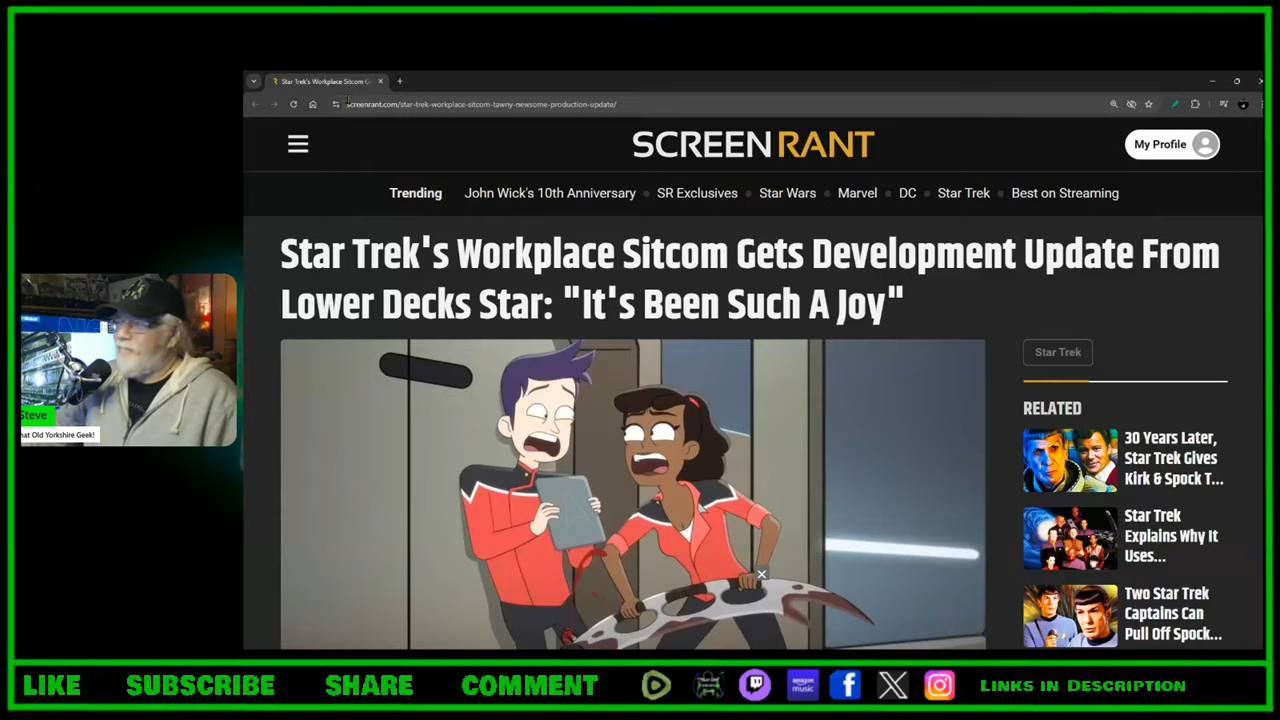 Star Trek's Workplace Sitcom G
screenrant.com/star-trek-workplace-sitcom-tawny-newsome-production-update/
SCREENRANT
My Profile
Trending John Wick's 10th Anniversary SR Exclusives Star Wars Marvel DC Star Trek Best on Streaming
Star Trek's Workplace Sitcom Gets Development Update From
Lower Decks Star: "It's Been Such A Joy"
Star Trek
RELATED
30 Years Later,
Star Trek Gives
Kirk & Spock T...
Star Trek
Explains Why It
Uses...
Two Star Trek
Captains Can
Pull Off Spock...
Steve
hat Old Yorkshire Geek!
LIKE SUBSCRIBE SHARE COMMENT
amazon
music
Links in Description